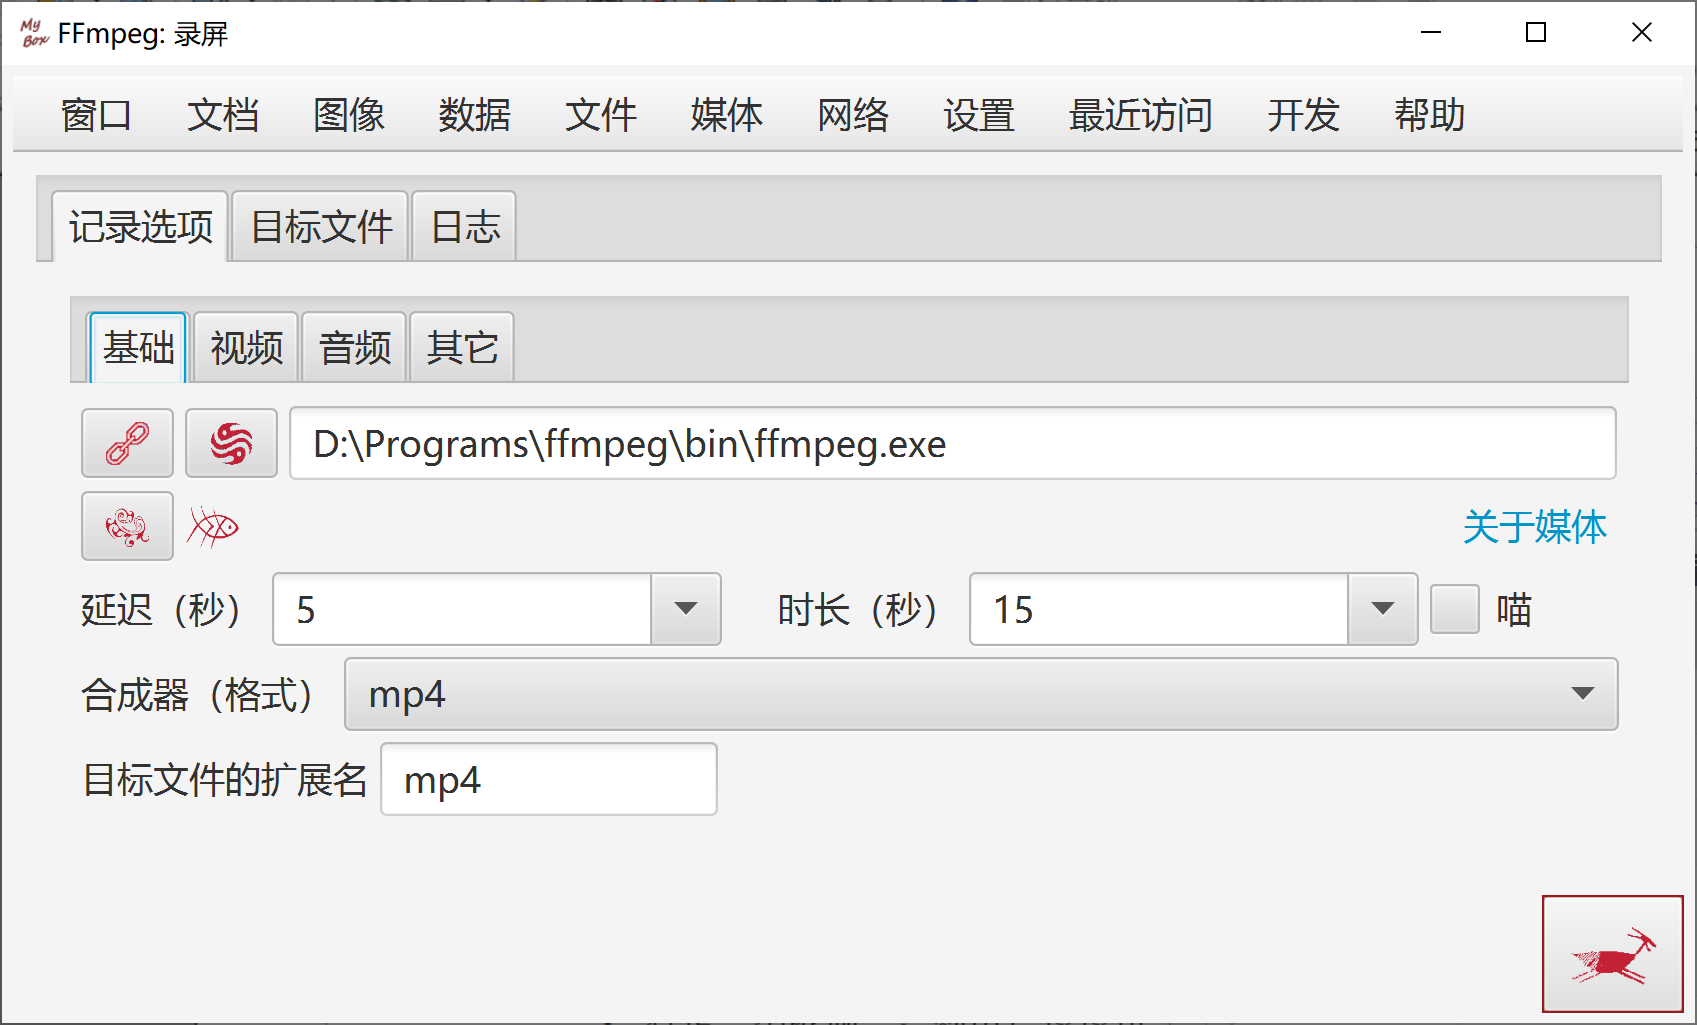 My Box FFmpeg: 录屏
窗口 文档 图像 数据 文件 媒体 网络 设置 最近访问 开发 帮助
记录选项 目标文件 日志
基础 视频 音频 其它
D:\Programs\ffmpeg\bin\ffmpeg.exe
关于媒体
延迟（秒） 5 时长（秒） 15 喵
合成器（格式） mp4
目标文件的扩展名 mp4